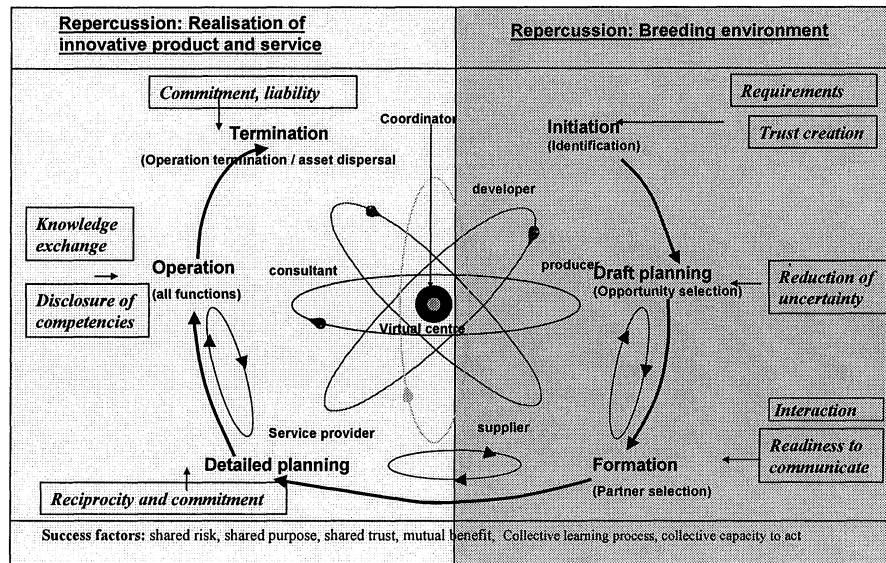 Repercussion: Realisation of
innovative product and service
Repercussion: Breeding environment
Commitment, liability
Requirements
Coordinator
Termination
Initiation
Trust creation
(Operation termination / asset dispersal
(Identification)
developer
Knowledge
exchange
Operation
consultant
producer
Draft planning
Reduction of
uncertainty
(all functions)
(Opportunity selection)
Disclosure of
competencies
Virtual centre
Interaction
Service provider
supplier
Readiness to
communicate
Detailed planning
Formation
(Partner selection)
Reciprocity and commitment
Success factors: shared risk, shared purpose, shared trust, mutual benefit, Collective learning process, collective capacity to act